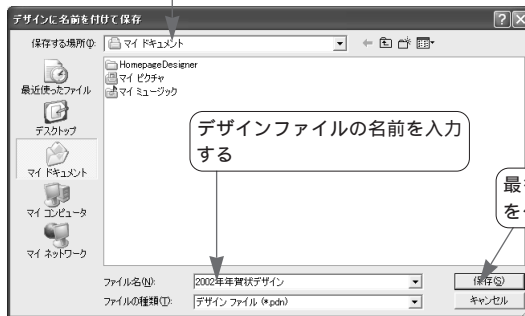 デザインに名前を付けて保存
保存する場所(I):
マイ ドキュメント
最近使ったファイル
デスクトップ
マイ ドキュメント
マイ コンピュータ
マイ ネットワーク
HomepageDesigner
マイ ピクチャ
マイ ミュージック
デザインファイルの名前を入力
する
最
を
ファイル名(N):
2002年年賀状デザイン
保存(S)
ファイルの種類(T):
デザイン ファイル (*.pdn)
キャンセル